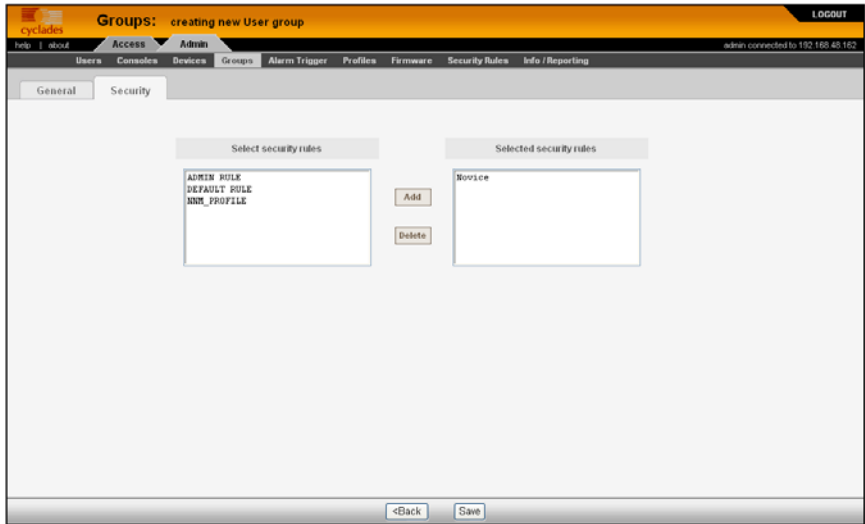 cyclades
Groups: creating new User group
LOGOUT
help | about
Access
Admin
admin connected to 192.168.48.162
Users Consoles Devices Groups Alarm Trigger Profiles Firmware Security Rules Info / Reporting
General Security
Select security rules
Selected security rules
ADMIN RULE
DEFAULT RULE
NNM_PROFILE
Add
Delete
Novice
<Back Save